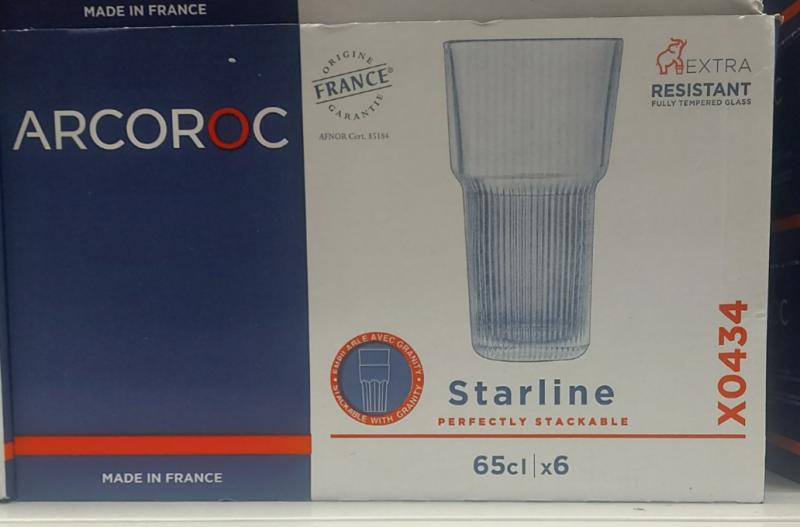 MADE IN FRANCE
ARCOROC
MADE IN FRANCE
ORIGINE
FRANCE®
GARANTIE
AFNOR Cert. 85184
EXTRA
RESISTANT
FULLY TEMPERED GLASS
EMPILABLE AVEC GRANITY
STACKABLE WITH GRANITY
Starline
PERFECTLY STACKABLE
65cl | x6
X0434